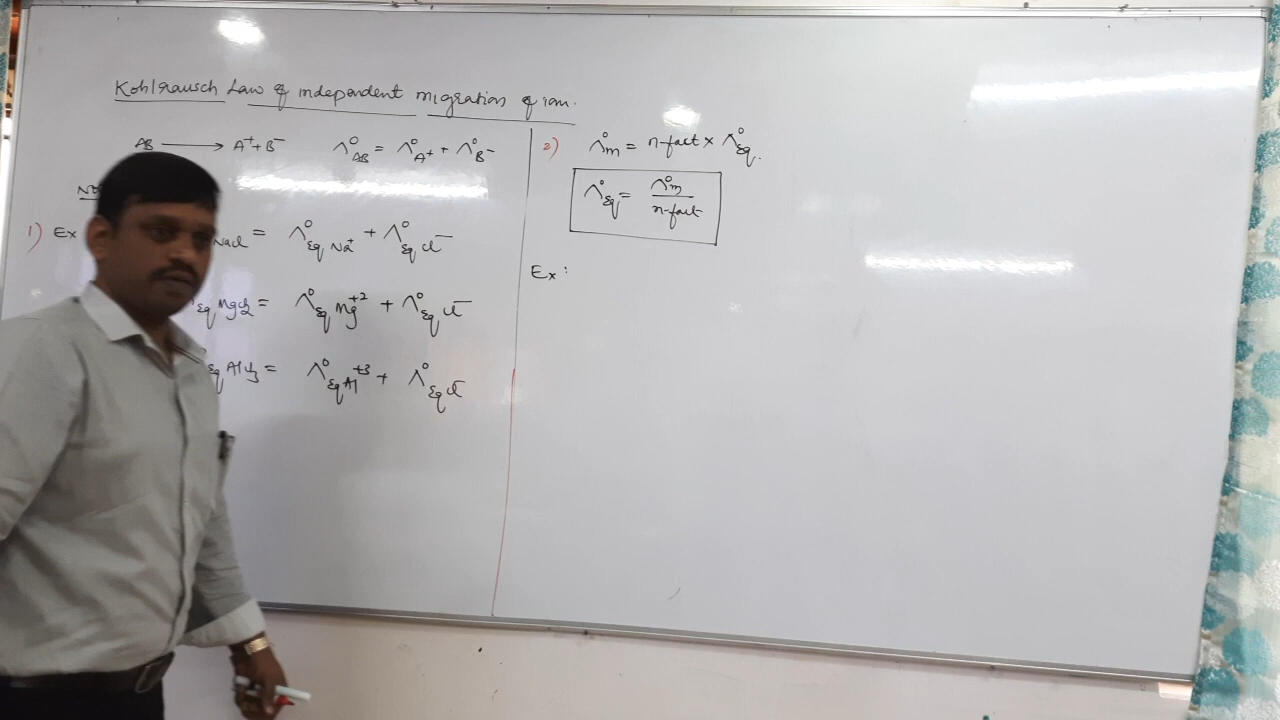 Kohlrausch Law of independent migration of ion.
AB ⟶ A⁺ + B⁻ Λ°AB = Λ°A⁺ + Λ°B⁻
1) Ex NaCl = Λ°Eq Na⁺ + Λ°Eq Cl⁻
Eq MgCl₂ = Λ°Eq Mg⁺² + Λ°Eq Cl⁻
Eq AlCl₃ = Λ°Eq Al⁺³ + Λ°Eq Cl⁻
2) Λ°m = n-fact × Λ°Eq.
Λ°Eq = Λ°m / n-fact
Ex: